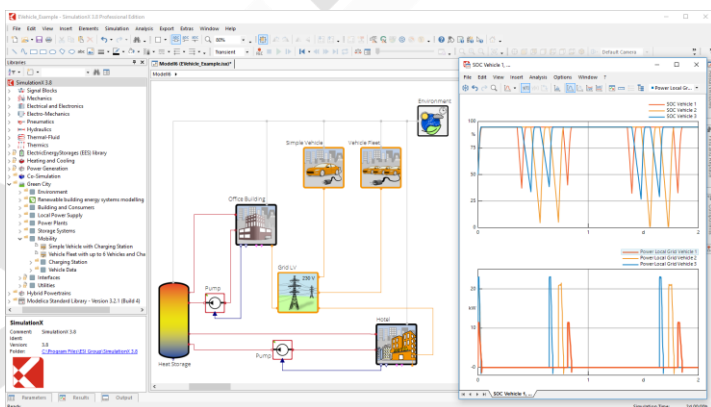 EVehicle_Example - SimulationX 3.8 Professional Edition
File Edit View Insert Elements Simulation Analysis Export Extras Window Help
Transient
Default Camera
Libraries
SimulationX 3.8
Signal Blocks
Mechanics
Electrical and Electronics
Electro-Mechanics
Pneumatics
Hydraulics
Thermal-Fluid
Thermics
ElectricEnergyStorages (EES) library
Heating and Cooling
Power Generation
Co-Simulation
Green City
Environment
Renewable building energy systems modelling
Building and Consumers
Local Power Supply
Power Plants
Storage Systems
Mobility
Simple Vehicle with Charging Station
Vehicle Fleet with up to 6 Vehicles and Cha
Charging Station
Vehicle Data
Interfaces
Utilities
Hybrid Powertrains
Modelica Standard Library - Version 3.2.1 (Build 4)
SimulationX
Comment: SimulationX 3.8
Ident:
Version: 3.8
Folder: C:\Program Files\ESI Group\SimulationX 3.8
Parameters Results Output
Ready
Model6 (EVehicle_Example.isx)*
Model6
Environment
Simple Vehicle
Vehicle Fleet
Office Building
Grid LV
230 V
Pump
Heat Storage
Pump
Hotel
SOC Vehicle 1, ...
File Edit View Insert Analysis Options Window ?
Power Local Gr...
SOC Vehicle 1
SOC Vehicle 2
SOC Vehicle 3
100
%
75
50
25
0
0 1 d 2
Power Local Grid Vehicle 1
Power Local Grid Vehicle 2
Power Local Grid Vehicle 3
20
10
-0
0 1 d 2
SOC Vehicle 1, ...
Simulation Time